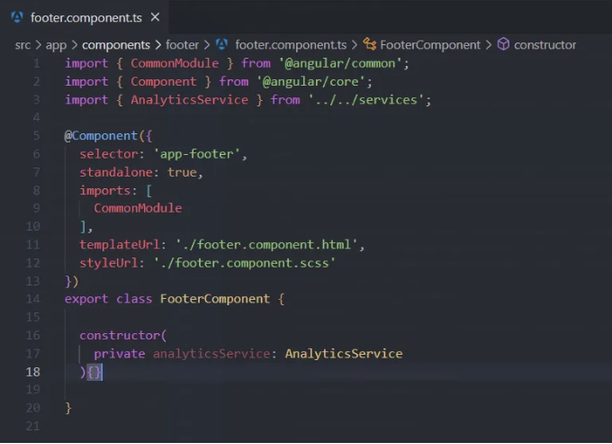 footer.component.ts ×
src > app > components > footer > footer.component.ts > FooterComponent > constructor
1 import { CommonModule } from '@angular/common';
2 import { Component } from '@angular/core';
3 import { AnalyticsService } from '../../services';
4
5 @Component({
6   selector: 'app-footer',
7   standalone: true,
8   imports: [
9     CommonModule
10   ],
11   templateUrl: './footer.component.html',
12   styleUrl: './footer.component.scss'
13 })
14 export class FooterComponent {
15
16   constructor(
17     private analyticsService: AnalyticsService
18   ){}
19
20 }
21